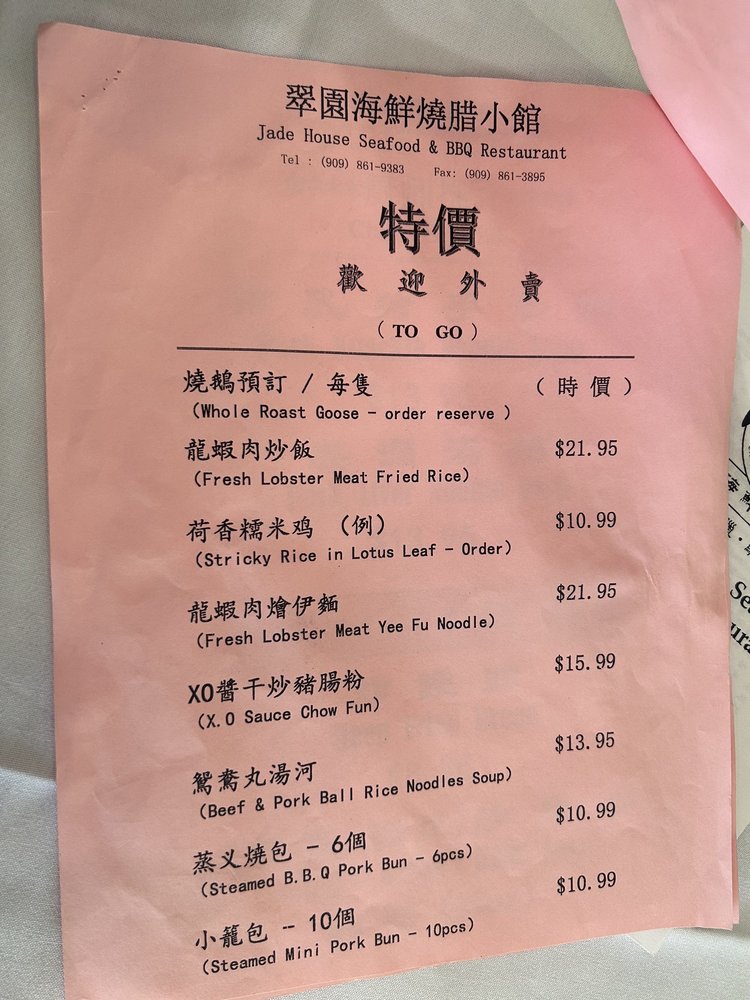 翠園海鮮燒腊小館
Jade House Seafood & BBQ Restaurant
Tel : (909) 861-9383 Fax: (909) 861-3895
特價
歡迎外賣
( TO GO )
燒鵝預訂 / 每隻 ( 時價 )
(Whole Roast Goose - order reserve )
龍蝦肉炒飯 $21.95
(Fresh Lobster Meat Fried Rice)
荷香糯米鸡 (例) $10.99
(Stricky Rice in Lotus Leaf - Order)
龍蝦肉燴伊麵 $21.95
(Fresh Lobster Meat Yee Fu Noodle)
XO醬干炒豬腸粉 $15.99
(X.O Sauce Chow Fun)
鴛鴦丸湯河 $13.95
(Beef & Pork Ball Rice Noodles Soup)
蒸义燒包 - 6個 $10.99
(Steamed B.B.Q Pork Bun - 6pcs)
小籠包 -- 10個 $10.99
(Steamed Mini Pork Bun - 10pcs)